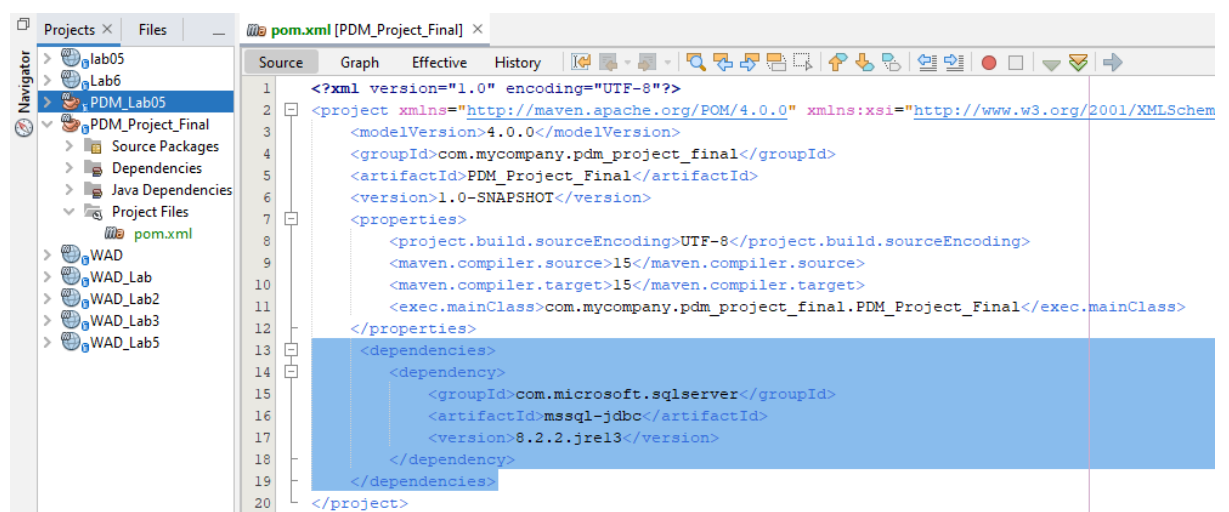 Projects × Files
pom.xml [PDM_Project_Final] ×
Navigator
Source Graph Effective History
lab05
Lab6
PDM_Lab05
PDM_Project_Final
Source Packages
Dependencies
Java Dependencies
Project Files
pom.xml
WAD
WAD_Lab
WAD_Lab2
WAD_Lab3
WAD_Lab5
1 <?xml version="1.0" encoding="UTF-8"?>
2 <project xmlns="http://maven.apache.org/POM/4.0.0" xmlns:xsi="http://www.w3.org/2001/XMLSchem
3 <modelVersion>4.0.0</modelVersion>
4 <groupId>com.mycompany.pdm_project_final</groupId>
5 <artifactId>PDM_Project_Final</artifactId>
6 <version>1.0-SNAPSHOT</version>
7 <properties>
8 <project.build.sourceEncoding>UTF-8</project.build.sourceEncoding>
9 <maven.compiler.source>15</maven.compiler.source>
10 <maven.compiler.target>15</maven.compiler.target>
11 <exec.mainClass>com.mycompany.pdm_project_final.PDM_Project_Final</exec.mainClass>
12 </properties>
13 <dependencies>
14 <dependency>
15 <groupId>com.microsoft.sqlserver</groupId>
16 <artifactId>mssql-jdbc</artifactId>
17 <version>8.2.2.jre13</version>
18 </dependency>
19 </dependencies>
20 </project>